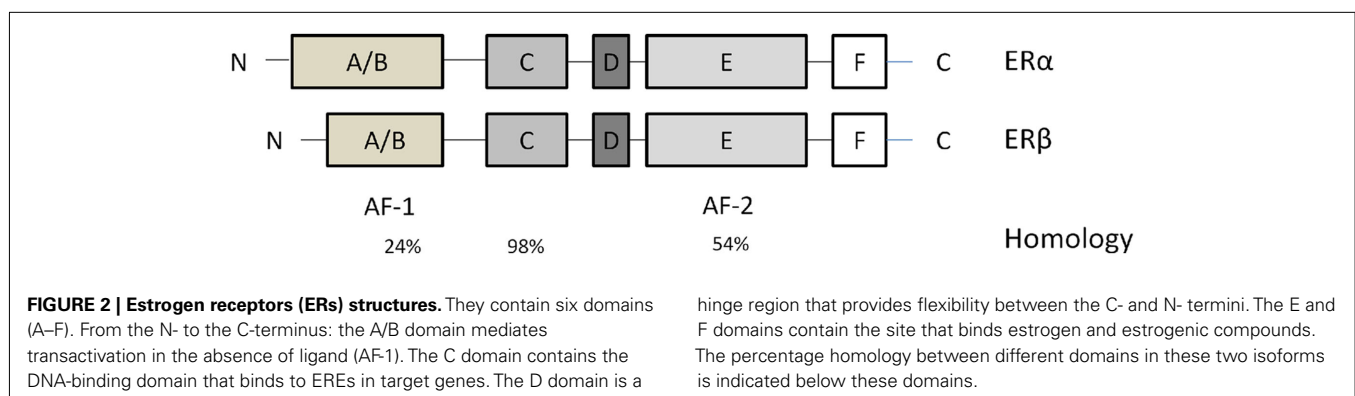 N A/B C D E F C ERα
N A/B C D E F C ERβ
AF-1 AF-2
24% 98% 54% Homology
FIGURE 2 | Estrogen receptors (ERs) structures. They contain six domains
(A–F). From the N- to the C-terminus: the A/B domain mediates
transactivation in the absence of ligand (AF-1). The C domain contains the
DNA-binding domain that binds to EREs in target genes. The D domain is a
hinge region that provides flexibility between the C- and N- termini. The E and
F domains contain the site that binds estrogen and estrogenic compounds.
The percentage homology between different domains in these two isoforms
is indicated below these domains.